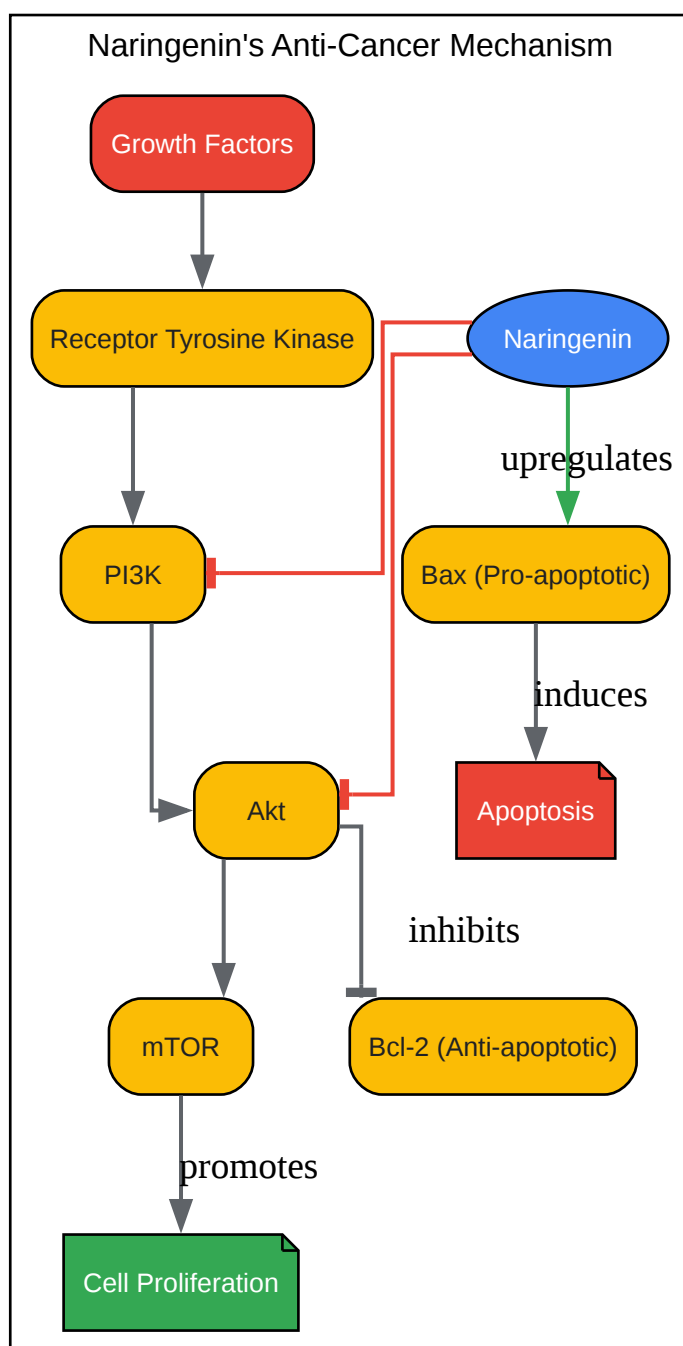 Naringenin's Anti-Cancer Mechanism
Growth Factors
Receptor Tyrosine Kinase
Naringenin
upregulates
PI3K
Bax (Pro-apoptotic)
induces
Akt
Apoptosis
inhibits
mTOR
Bcl-2 (Anti-apoptotic)
promotes
Cell Proliferation